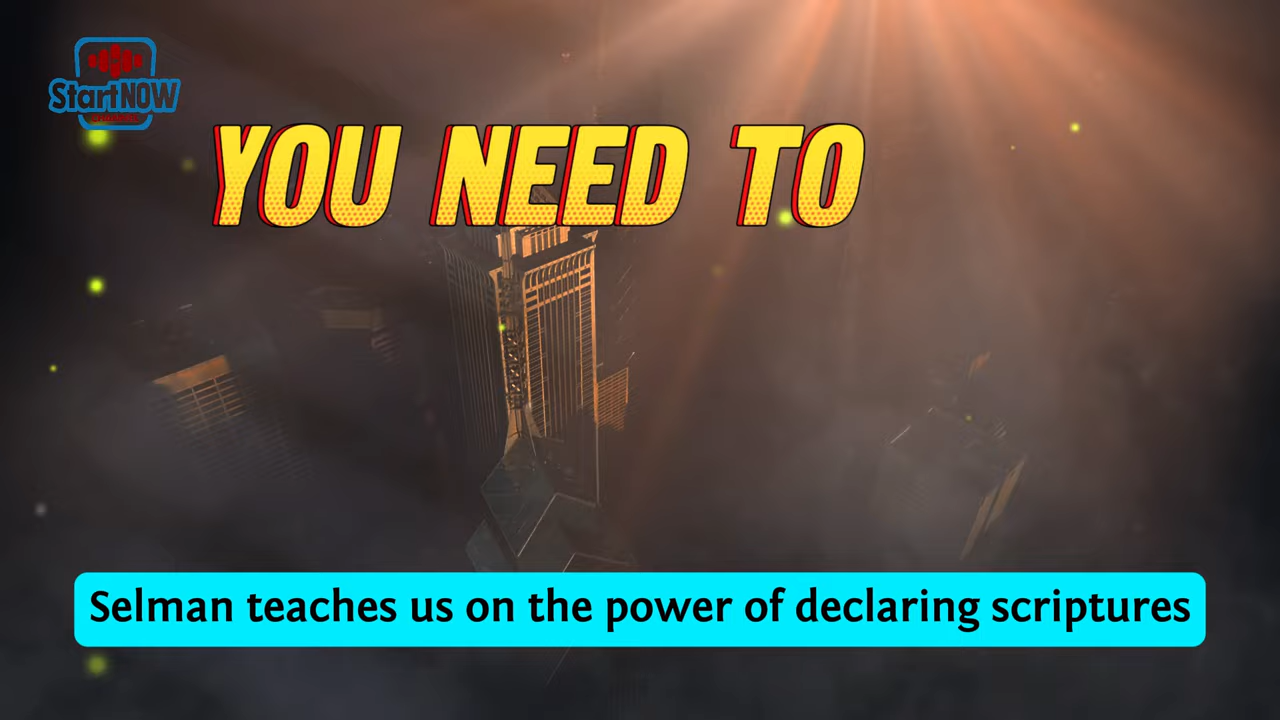 StartNOW
YOU NEED TO
Selman teaches us on the power of declaring scriptures